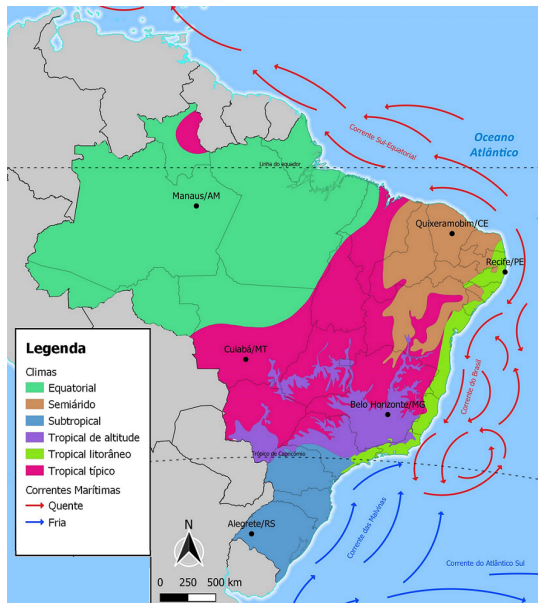 Corrente Sul-Equatorial
Oceano
Atlântico
Linha do equador
Manaus/AM
Quixeramobim/CE
Recife/PE
Cuiabá/MT
Belo Horizonte/MG
Corrente do Brasil
Trópico de Capricórnio
Alegrete/RS
Corrente das Malvinas
Corrente do Atlântico Sul
Legenda
Climas
Equatorial
Semiárido
Subtropical
Tropical de altitude
Tropical litorâneo
Tropical típico
Correntes Marítimas
Quente
Fria
N
0 250 500 km